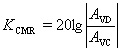 K_CMR = 20lg|A_VD / A_VC|